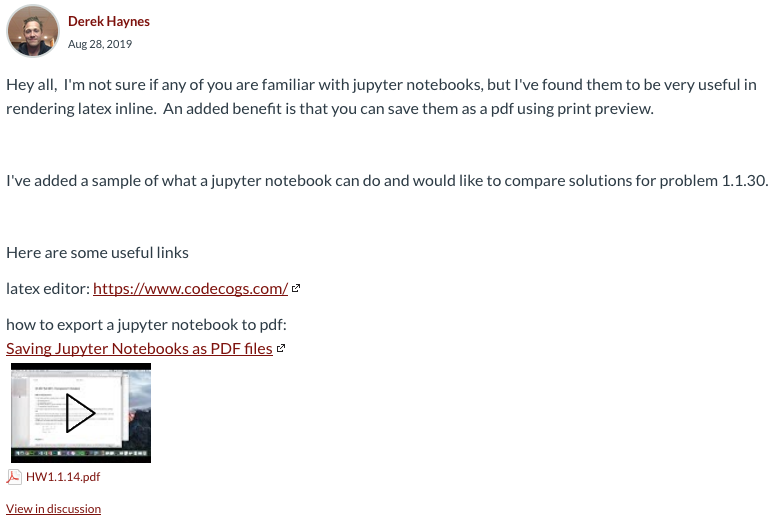 Derek Haynes
Aug 28, 2019
Hey all,  I'm not sure if any of you are familiar with jupyter notebooks, but I've found them to be very useful in
rendering latex inline.  An added benefit is that you can save them as a pdf using print preview.
I've added a sample of what a jupyter notebook can do and would like to compare solutions for problem 1.1.30.
Here are some useful links
latex editor: https://www.codecogs.com/
how to export a jupyter notebook to pdf:
Saving Jupyter Notebooks as PDF files
HW1.1.14.pdf
View in discussion